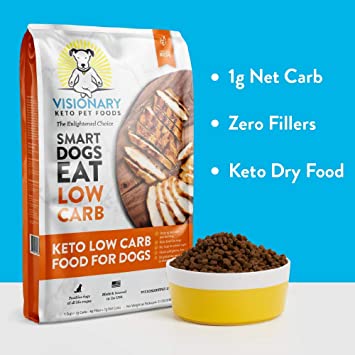 VISIONARY
KETO PET FOODS
The Enlightened Choice
SMART
DOGS
EAT
LOW
CARB
KETO LOW CARB
FOOD FOR DOGS
• 1g Net Carb
• Zero Fillers
• Keto Dry Food